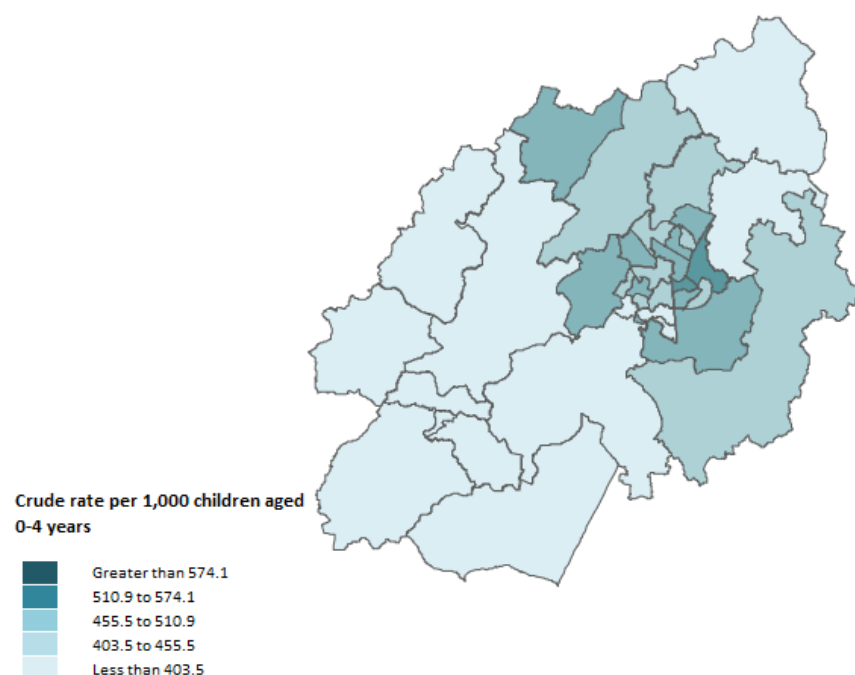 Crude rate per 1,000 children aged
0-4 years
Greater than 574.1
510.9 to 574.1
455.5 to 510.9
403.5 to 455.5
Less than 403.5